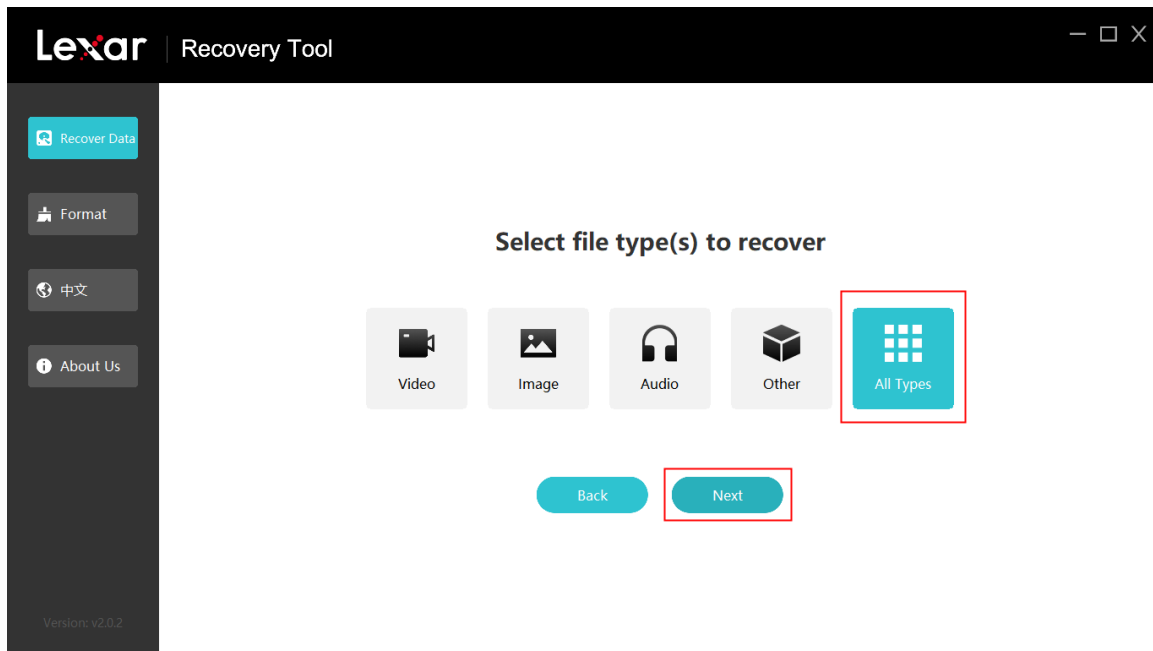 Lexar | Recovery Tool
Recover Data
Format
中文
About Us
Version: v2.0.2
Select file type(s) to recover
Video Image Audio Other All Types
Back Next